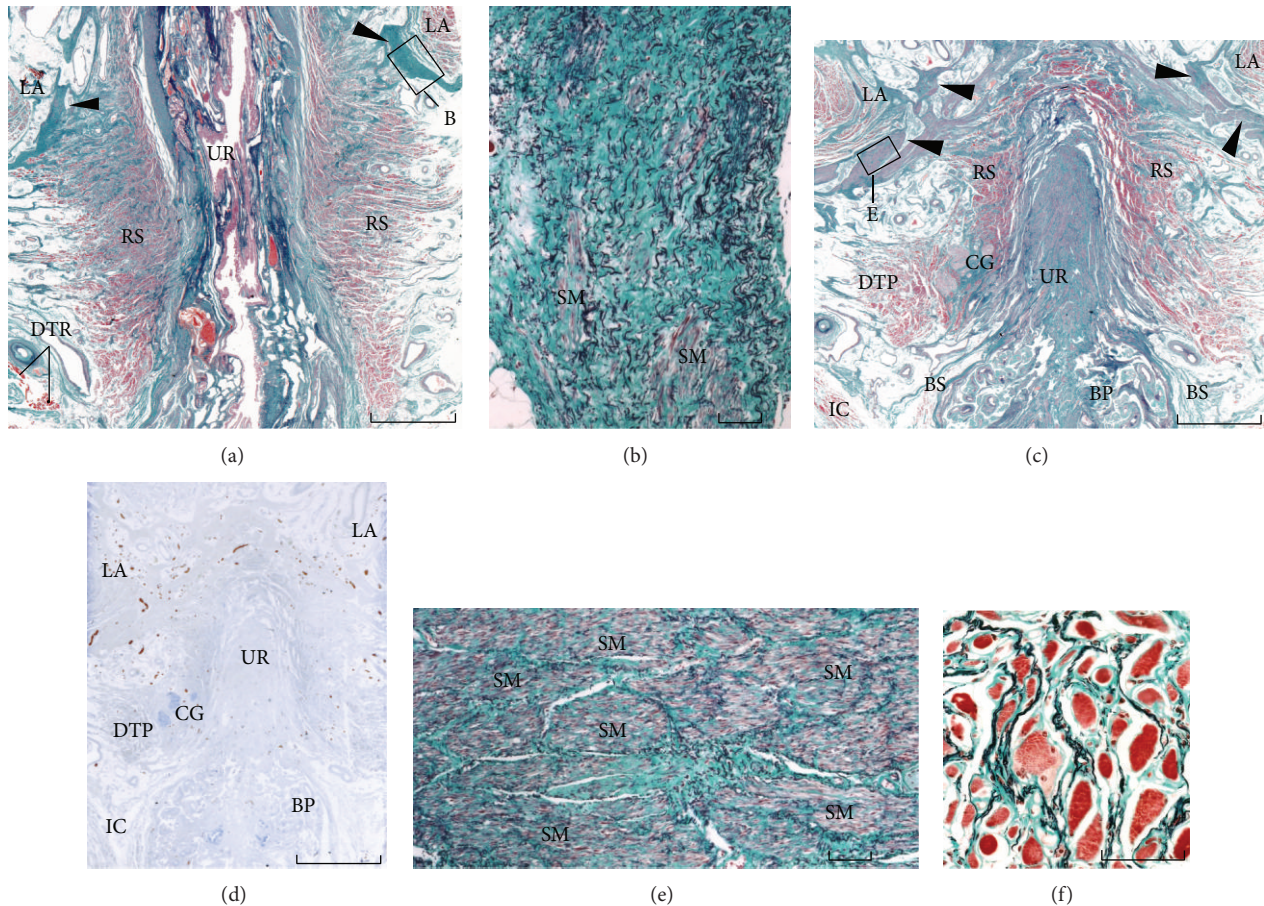 LA
LA
B
UR
RS
RS
DTR
(a)
SM
SM
(b)
LA
LA
E
RS
RS
CG
DTP
UR
BS
BP
BS
IC
(c)
LA
LA
UR
CG
DTP
BP
IC
(d)
SM
SM
SM
SM
SM
SM
(e)
(f)